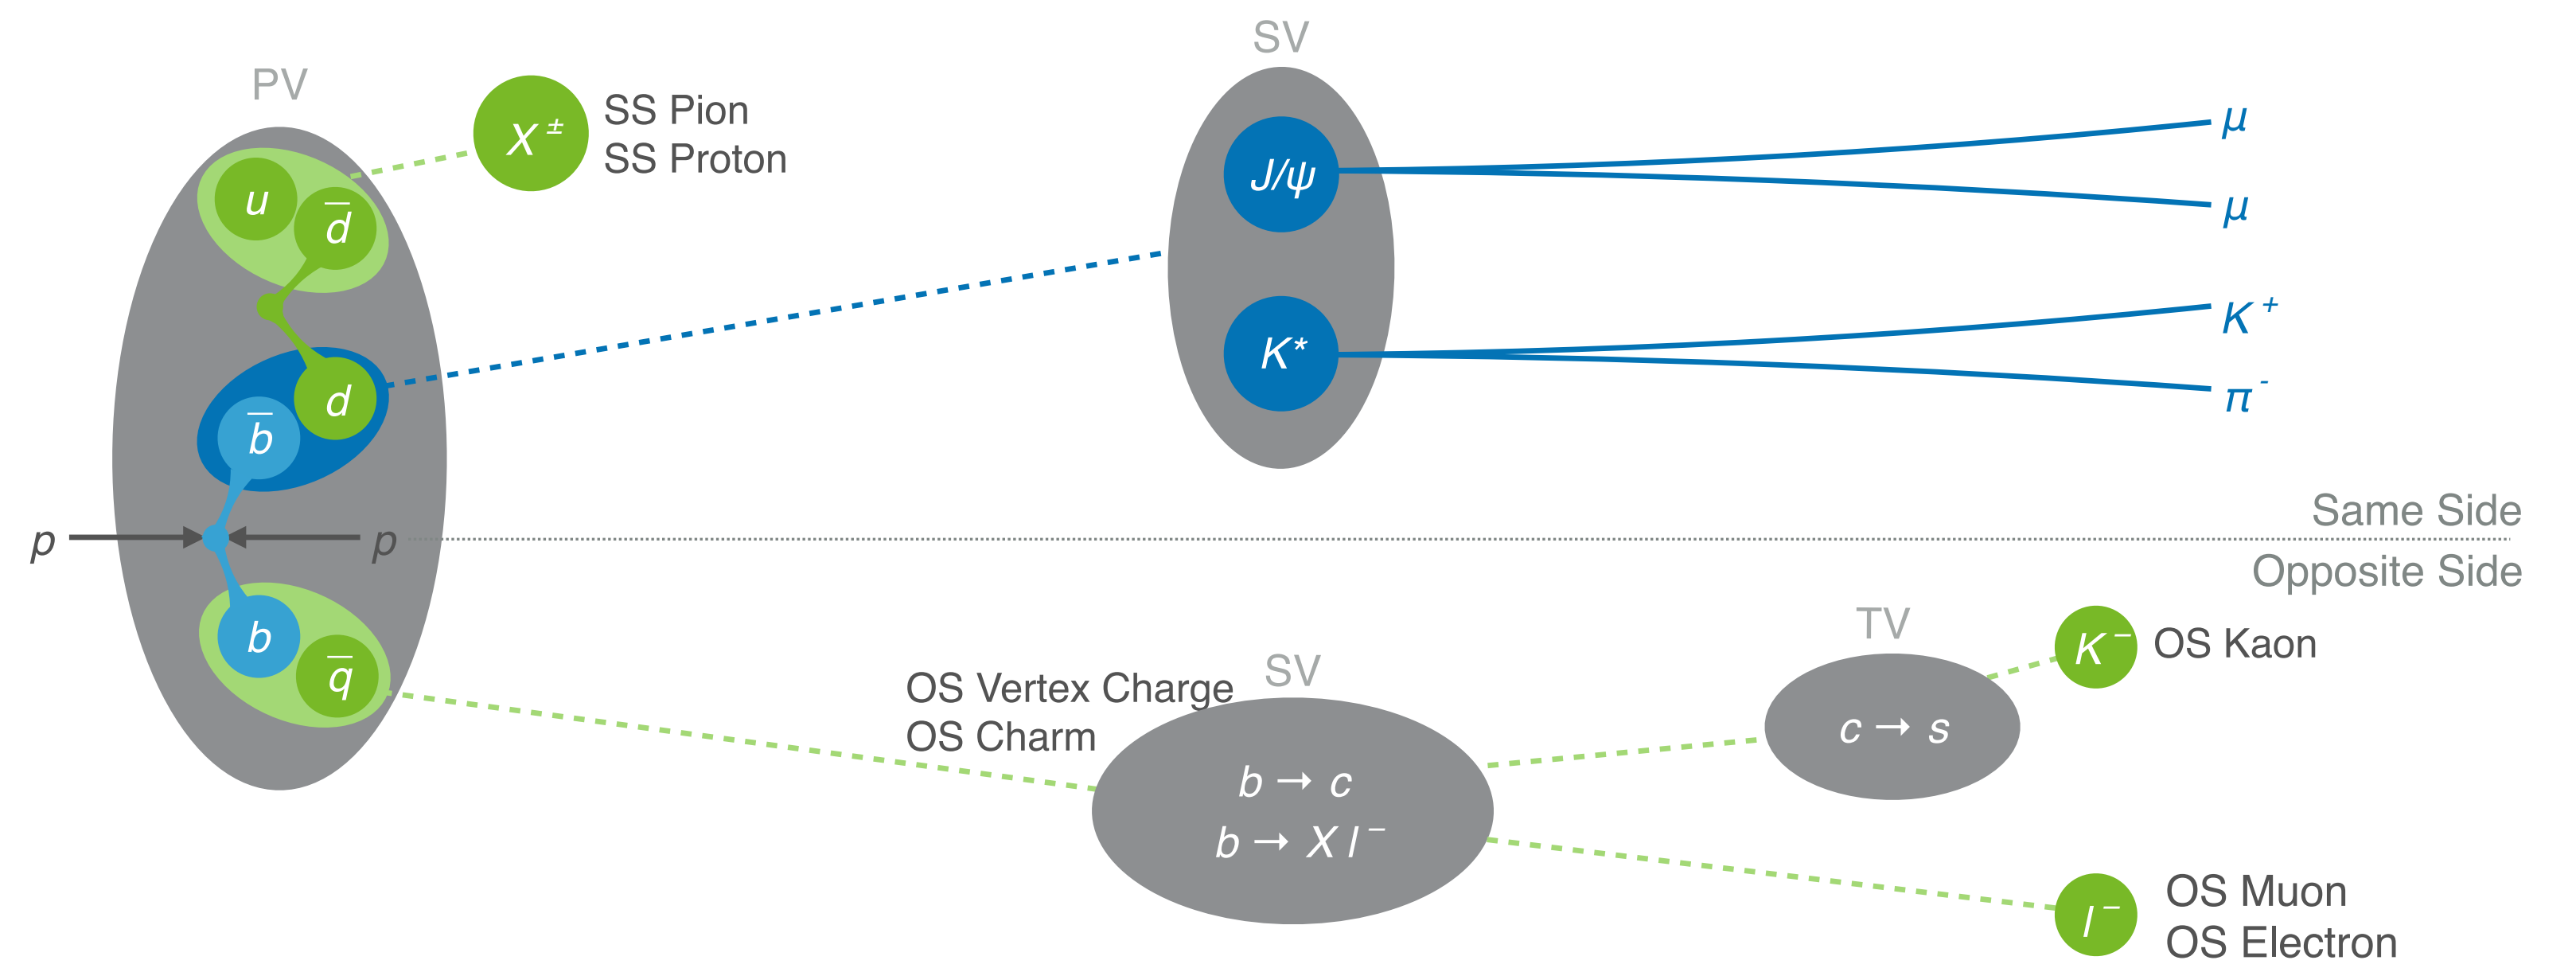 SV
PV
X ±
SS Pion
SS Proton
u
d̅
J/ψ
μ
μ
K*
K +
π -
d
b̅
p
p
Same Side
Opposite Side
b
q̅
OS Vertex Charge
OS Charm
SV
b → c
b → X l −
TV
c → s
K −
OS Kaon
l −
OS Muon
OS Electron